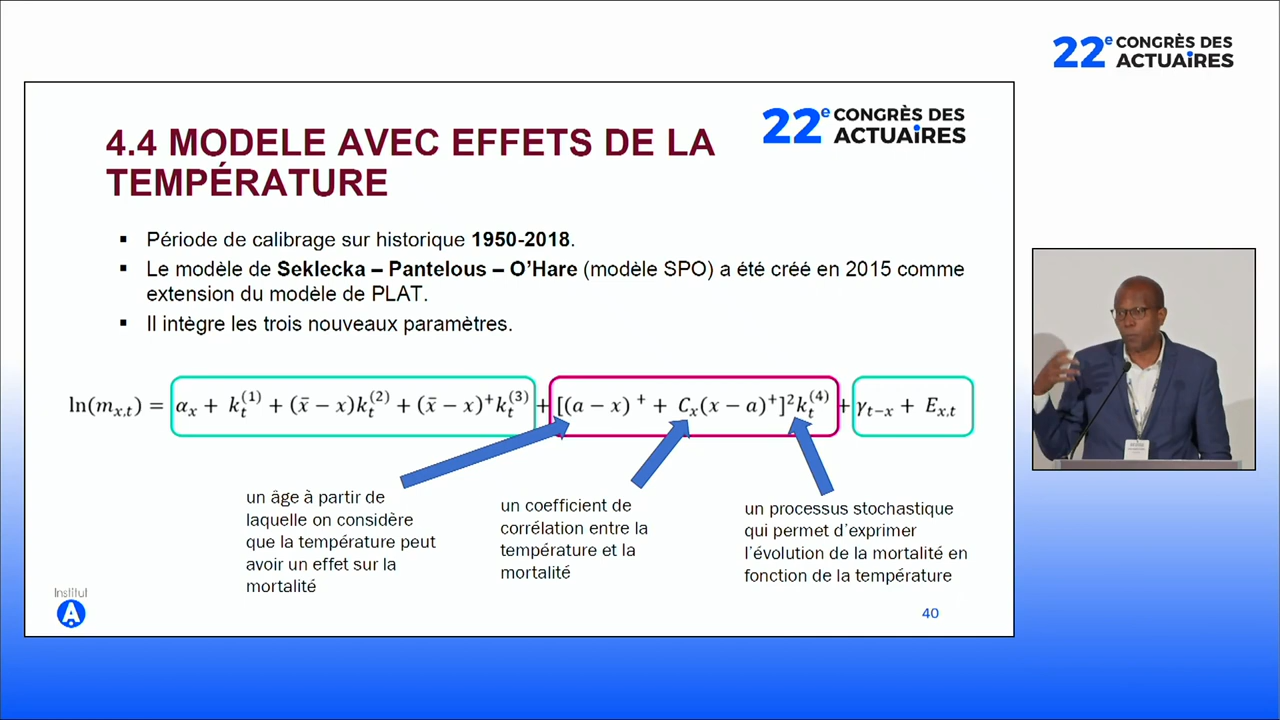 22e CONGRÈS DES
ACTUAIRES
22e CONGRÈS DES
ACTUAIRES
4.4 MODELE AVEC EFFETS DE LA
TEMPÉRATURE
▪ Période de calibrage sur historique 1950-2018.
▪ Le modèle de Seklecka – Pantelous – O’Hare (modèle SPO) a été créé en 2015 comme
extension du modèle de PLAT.
▪ Il intègre les trois nouveaux paramètres.
ln(m_{x,t}) = α_x + k_t^{(1)} + (x̄ − x)k_t^{(2)} + (x̄ − x)^+ k_t^{(3)} + [(a − x)^+ + C_x(x − a)^+]^2 k_t^{(4)} + γ_{t−x} + E_{x,t}
un âge à partir de
laquelle on considère
que la température peut
avoir un effet sur la
mortalité
un coefficient de
corrélation entre la
température et la
mortalité
un processus stochastique
qui permet d’exprimer
l’évolution de la mortalité en
fonction de la température
Institut
A
40